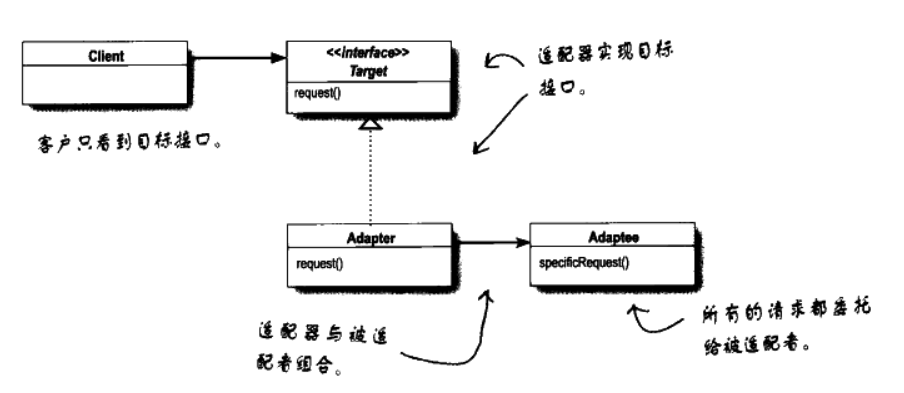 Client
<<interface>>
Target
request()
适配器实现目标
接口。
客户只看到目标接口。
Adapter
request()
Adaptee
specificRequest()
适配器与被适
配者组合。
所有的请求都委托
给被适配者。